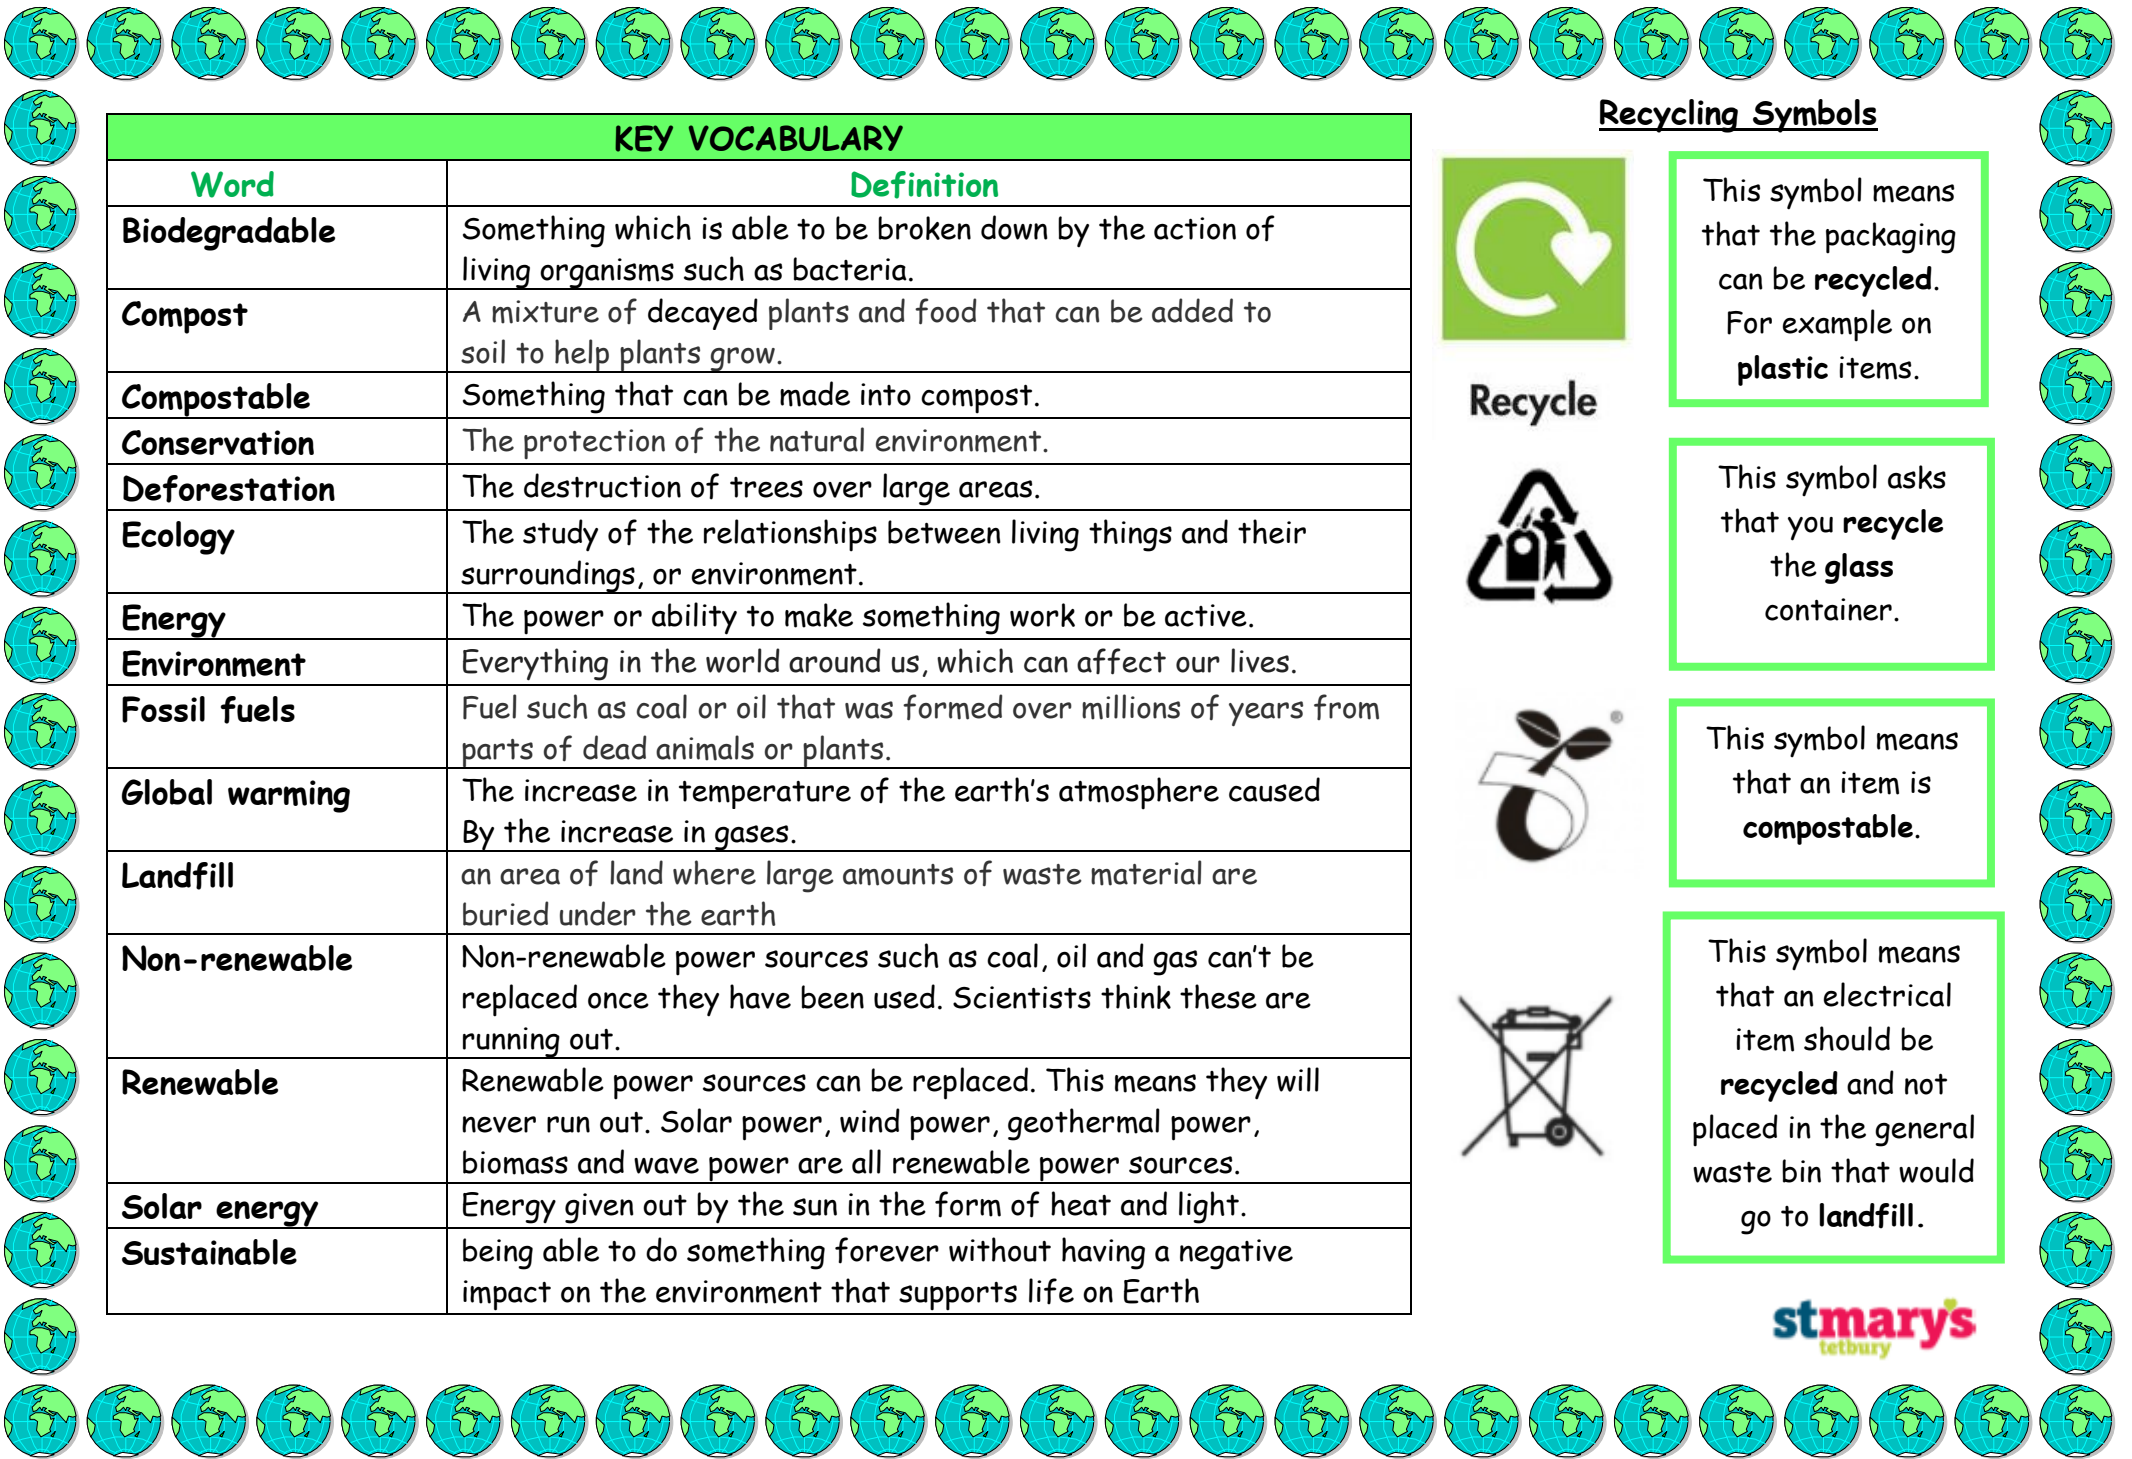 KEY VOCABULARY
Word Definition
Biodegradable Something which is able to be broken down by the action of
living organisms such as bacteria.
Compost A mixture of decayed plants and food that can be added to
soil to help plants grow.
Compostable Something that can be made into compost.
Conservation The protection of the natural environment.
Deforestation The destruction of trees over large areas.
Ecology The study of the relationships between living things and their
surroundings, or environment.
Energy The power or ability to make something work or be active.
Environment Everything in the world around us, which can affect our lives.
Fossil fuels Fuel such as coal or oil that was formed over millions of years from
parts of dead animals or plants.
Global warming The increase in temperature of the earth’s atmosphere caused
By the increase in gases.
Landfill an area of land where large amounts of waste material are
buried under the earth
Non-renewable Non-renewable power sources such as coal, oil and gas can’t be
replaced once they have been used. Scientists think these are
running out.
Renewable Renewable power sources can be replaced. This means they will
never run out. Solar power, wind power, geothermal power,
biomass and wave power are all renewable power sources.
Solar energy Energy given out by the sun in the form of heat and light.
Sustainable being able to do something forever without having a negative
impact on the environment that supports life on Earth
Recycling Symbols
Recycle
This symbol means
that the packaging
can be recycled.
For example on
plastic items.
This symbol asks
that you recycle
the glass
container.
®
This symbol means
that an item is
compostable.
This symbol means
that an electrical
item should be
recycled and not
placed in the general
waste bin that would
go to landfill.
stmary's
tetbury